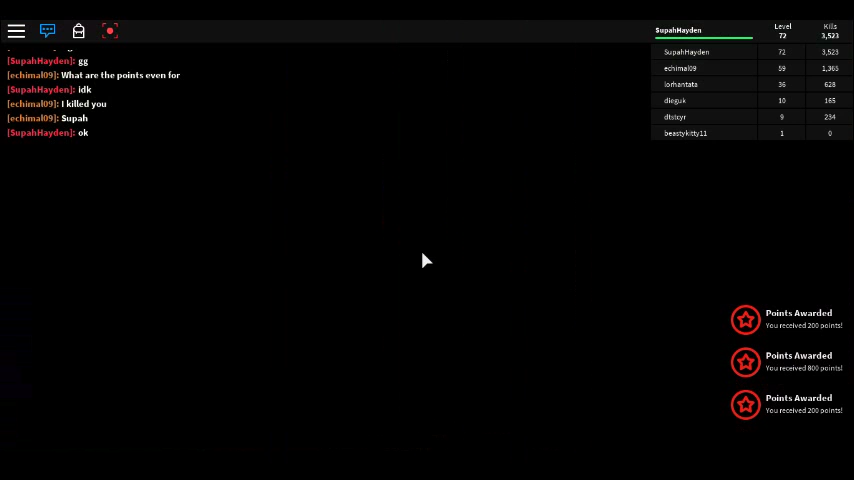 [SupahHayden]: gg
[echimal09]: What are the points even for
[SupahHayden]: idk
[echimal09]: I killed you
[echimal09]: Supah
[SupahHayden]: ok
SupahHayden Level Kills
72 3,523
SupahHayden 72 3,523
echimal09 59 1,365
lorhantata 36 628
dieguk 10 165
dtstcyr 9 234
beastykitty11 1 0
Points Awarded
You received 200 points!
Points Awarded
You received 800 points!
Points Awarded
You received 200 points!